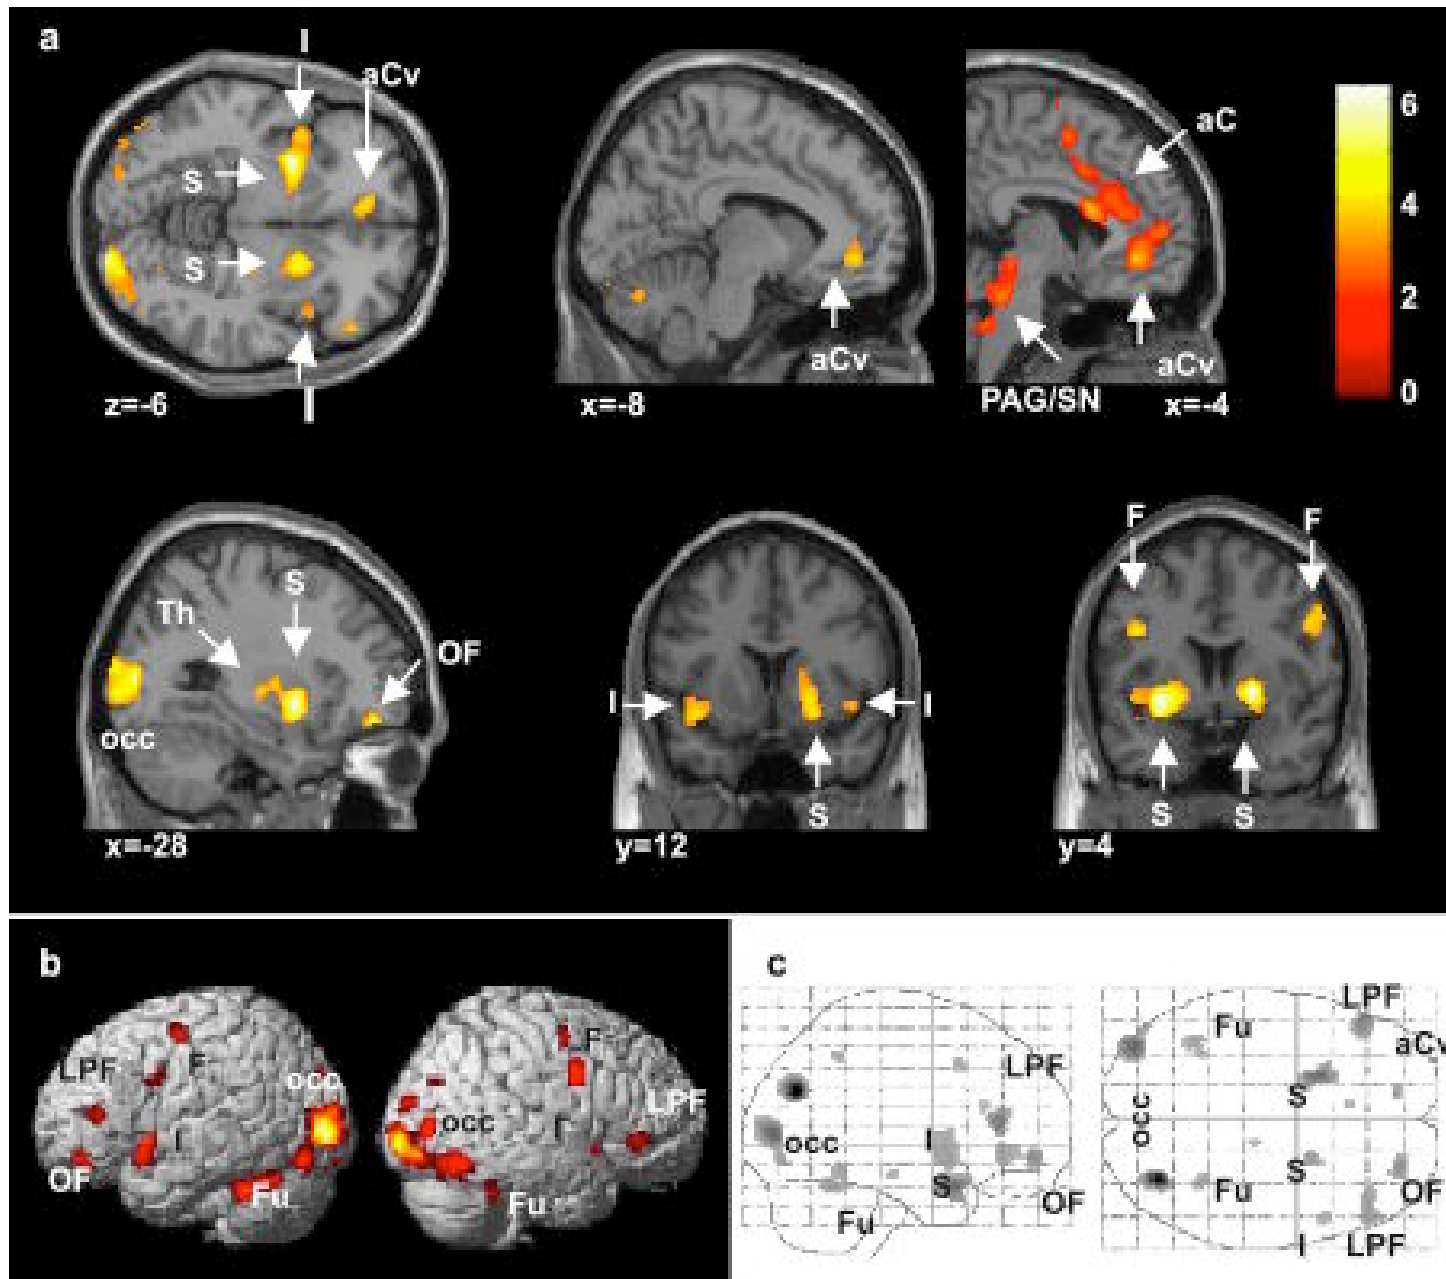 a
I
aCv
S
S
I
z=-6
aCv
x=-8
aC
aCv
PAG/SN
x=-4
6
4
2
0
Th
S
OF
occ
x=-28
I
I
S
y=12
F
F
S
S
y=4
b
LPF
F
occ
I
OF
Fu
F
LPF
occ
I
Fu
c
LPF
I
occ
S
OF
Fu
LPF
Fu
aCv
S
occ
S
Fu
OF
I
LPF